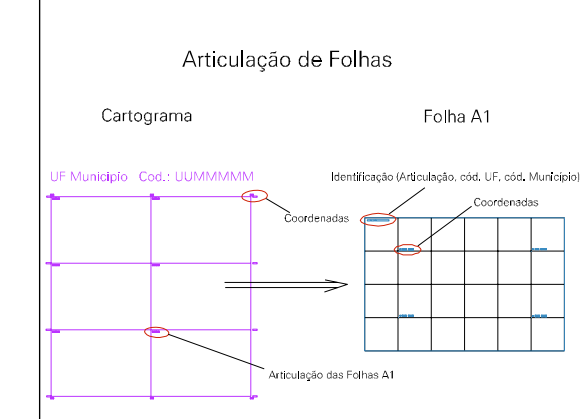 Articulação de Folhas
Cartograma
Folha A1
UF Município Cod.: UUMMMMM
Identificação (Articulação, cód. UF, cód. Município)
Coordenadas
Coordenadas
Articulação das Folhas A1